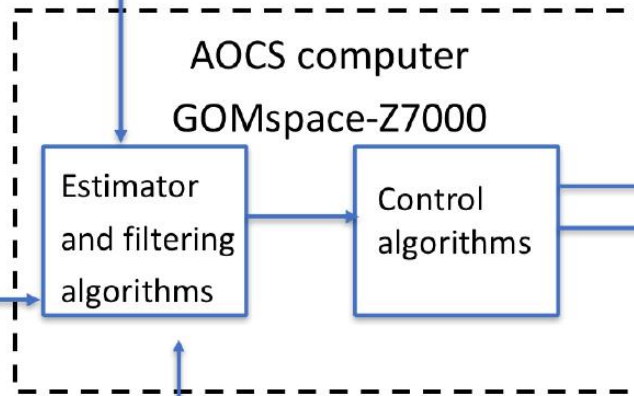 AOCS computer
GOMspace-Z7000
Estimator
and filtering
algorithms
Control
algorithms